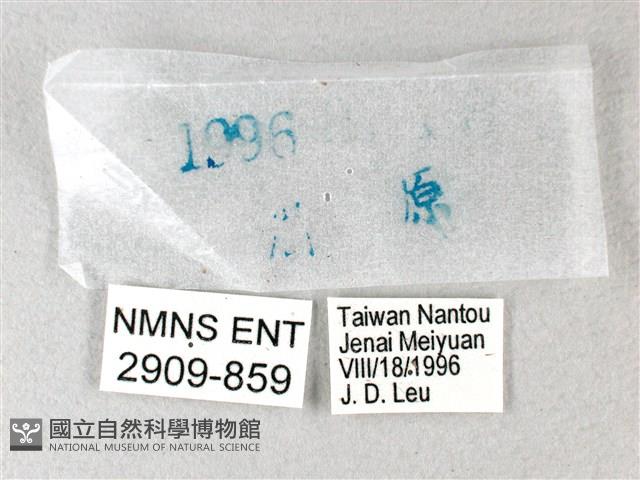 1996
原
NMNS ENT
2909-859
Taiwan Nantou
Jenai Meiyuan
VIII/18/1996
J. D. Leu
國立自然科學博物館
NATIONAL MUSEUM OF NATURAL SCIENCE